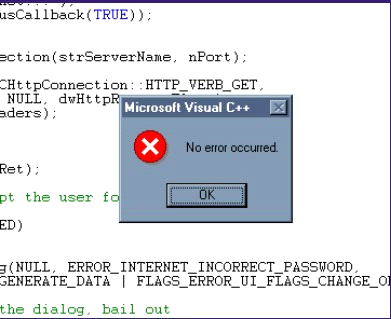 usCallback(TRUE));
ection(strServerName, nPort);
CHttpConnection::HTTP_VERB_GET,
NULL, dwHttpR
aders);
Microsoft Visual C++
No error occurred.
OK
Ret);
pt the user fo
ED)
g(NULL, ERROR_INTERNET_INCORRECT_PASSWORD,
GENERATE_DATA | FLAGS_ERROR_UI_FLAGS_CHANGE_O
the dialog, bail out